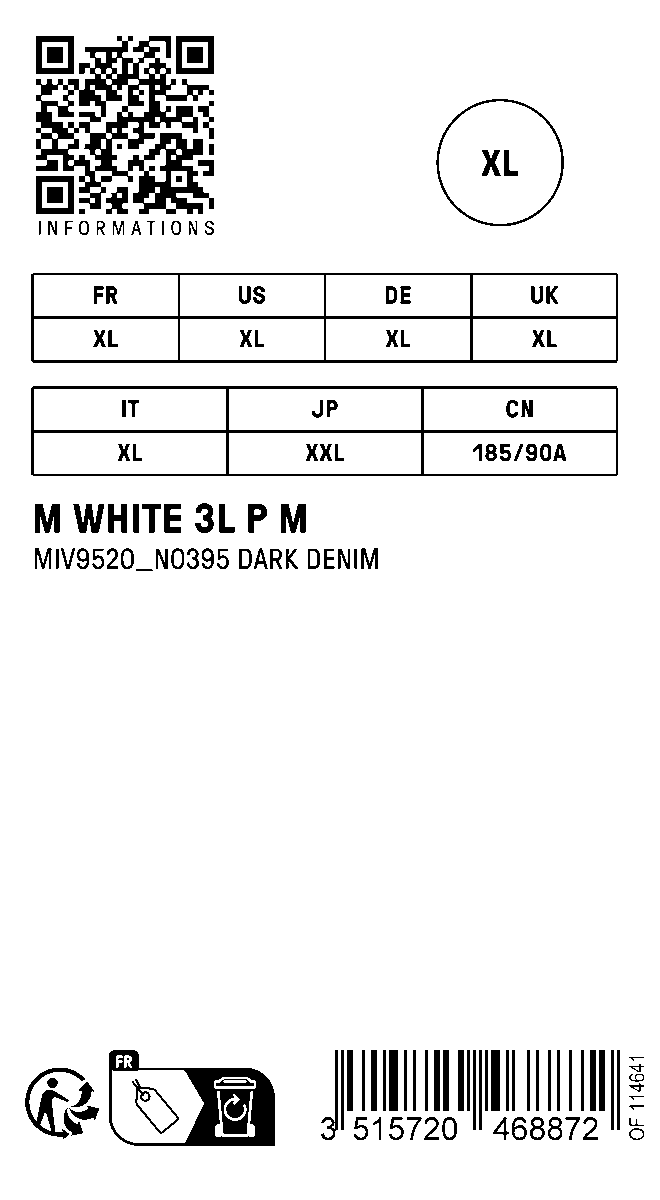 INFORMATIONS
XL
FR US DE UK
XL XL XL XL
IT JP CN
XL XXL 185/90A
M WHITE 3L P M
MIV9520_N0395 DARK DENIM
FR
3 515720 468872
OF 114641